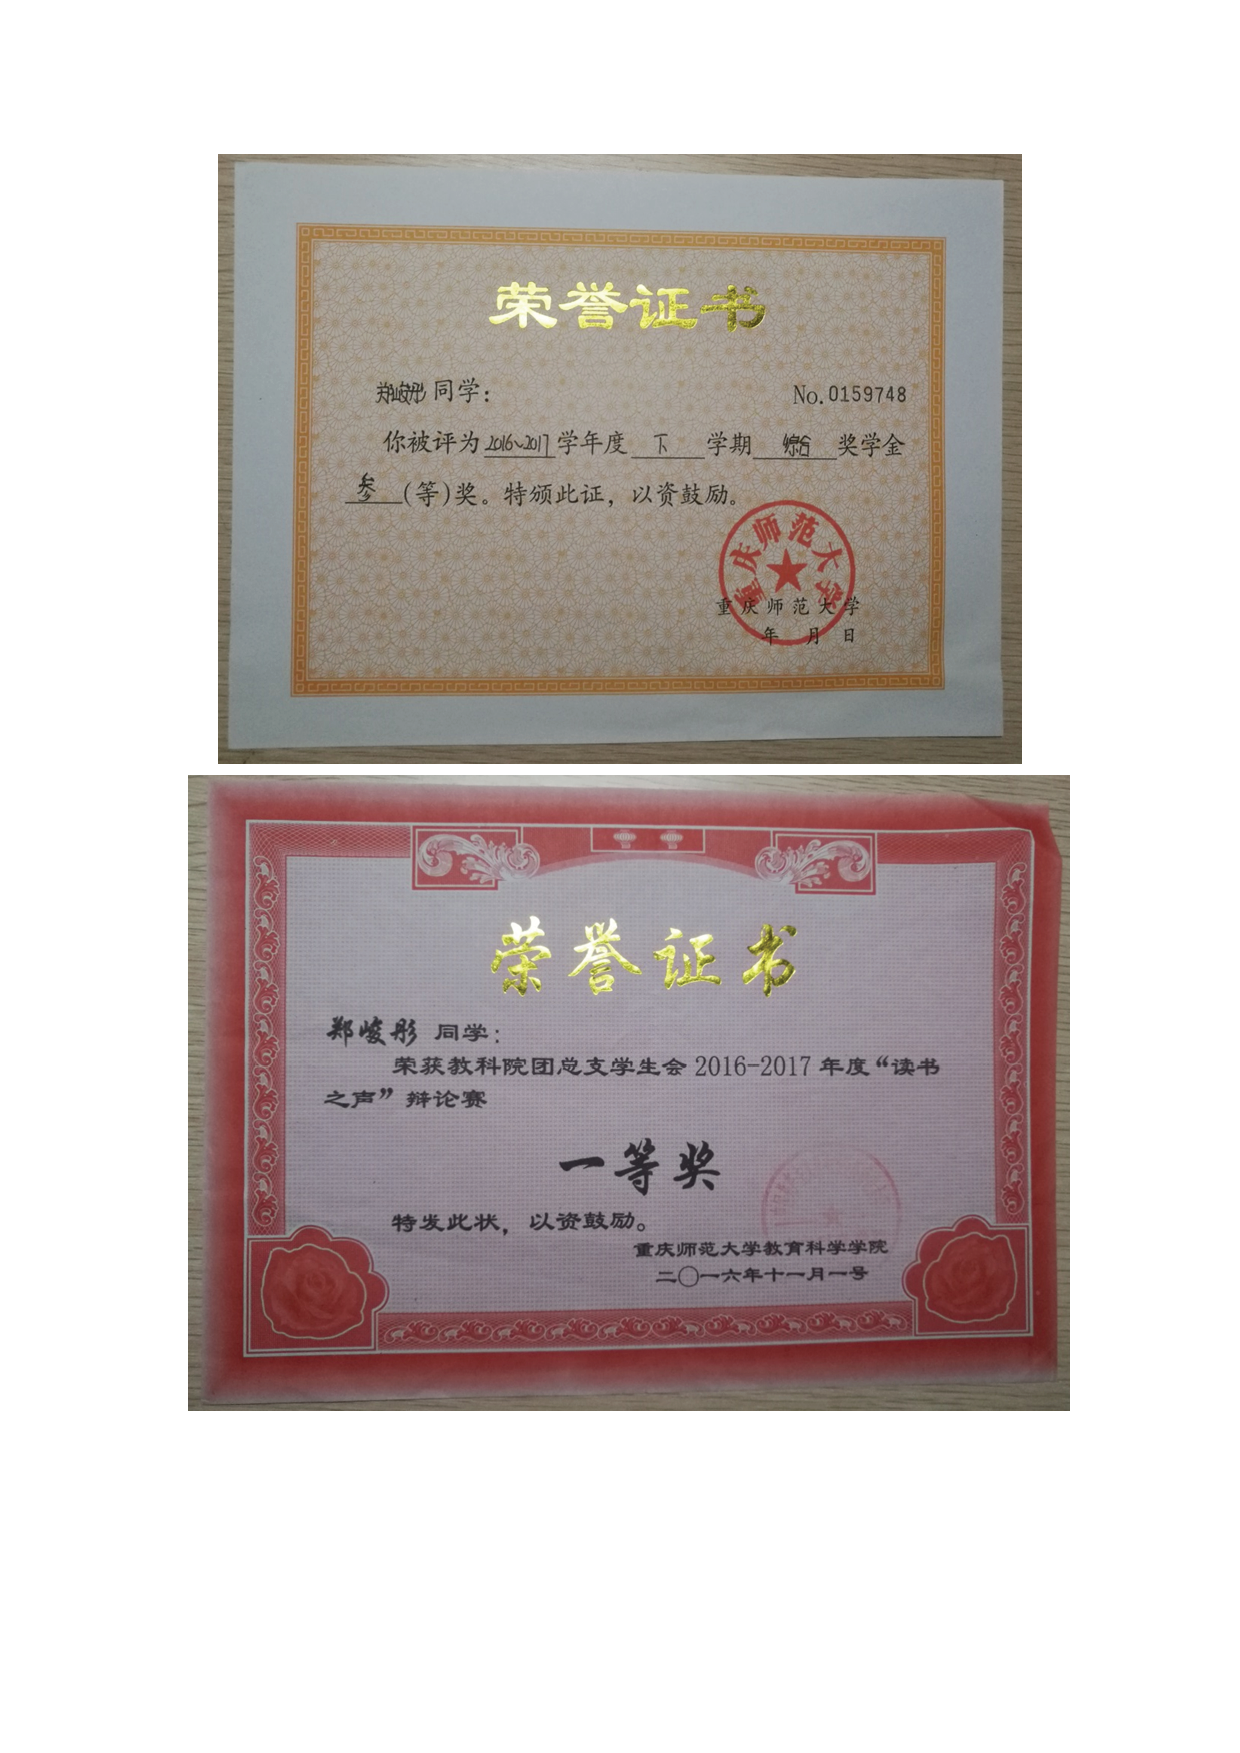 荣誉证书
郑峻彤同学： No.0159748
你被评为2016~2017学年度下学期综合奖学金
叁(等)奖。特颁此证，以资鼓励。
重庆师范大学
重庆师范大学
年 月 日
荣誉证书
郑峻彤 同学：
荣获教科院团总支学生会2016-2017年度“读书
之声”辩论赛
一等奖
特发此状，以资鼓励。
重庆师范大学教育科学学院
二〇一六年十一月一号